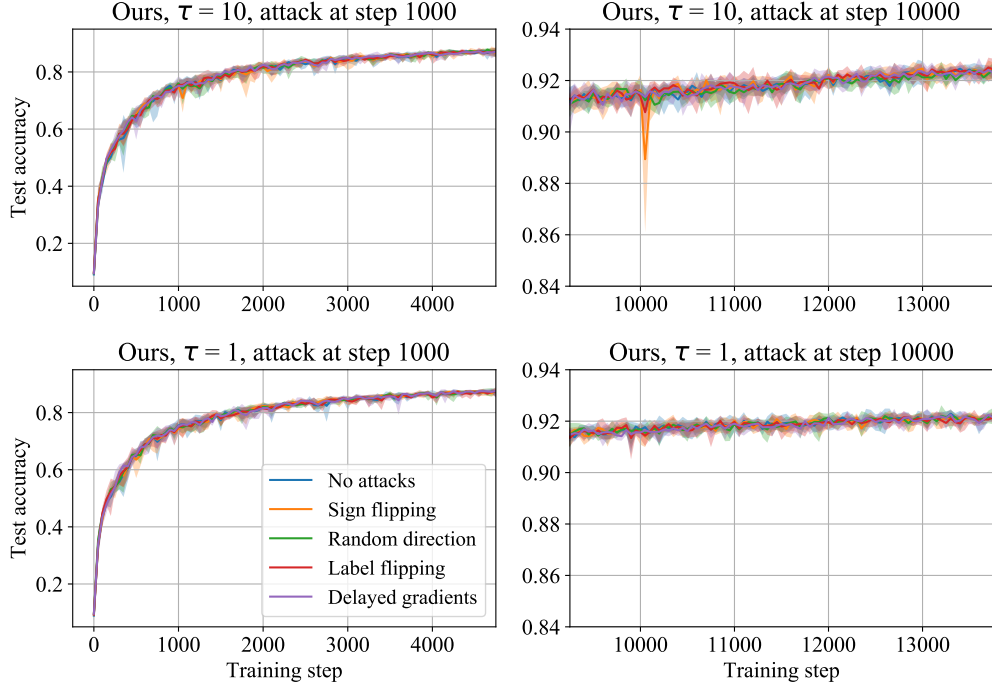 Ours, τ = 10, attack at step 1000
Test accuracy
0.8
0.6
0.4
0.2
0 1000 2000 3000 4000
Ours, τ = 10, attack at step 10000
0.94
0.92
0.90
0.88
0.86
0.84
10000 11000 12000 13000
Ours, τ = 1, attack at step 1000
Test accuracy
0.8
0.6
0.4
0.2
No attacks
Sign flipping
Random direction
Label flipping
Delayed gradients
0 1000 2000 3000 4000
Training step
Ours, τ = 1, attack at step 10000
0.94
0.92
0.90
0.88
0.86
0.84
10000 11000 12000 13000
Training step